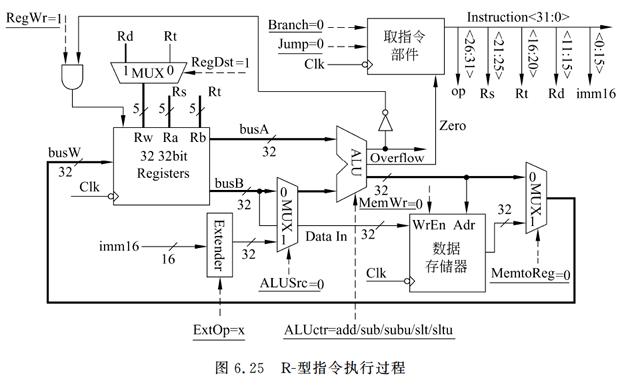 RegWr=1
Rd
Rt
1 MUX 0
RegDst=1
5
5
5
Rs
Rt
Rw Ra Rb
32 32bit
Registers
busW
32
Clk
busA
32
busB
32
imm16
16
Extender
32
0
MUX
1
ALUSrc=0
ExtOp=x
Data In
32
ALU
ALUctr=add/sub/subu/slt/sltu
Overflow
Zero
32
MemWr=0
WrEn Adr
数据
存储器
Clk
32
0
MUX
1
MemtoReg=0
Branch=0
Jump=0
Clk
取指令
部件
Instruction<31:0>
<26:31>
<21:25>
<16:20>
<11:15>
<0:15>
op
Rs
Rt
Rd
imm16
图 6.25 R-型指令执行过程